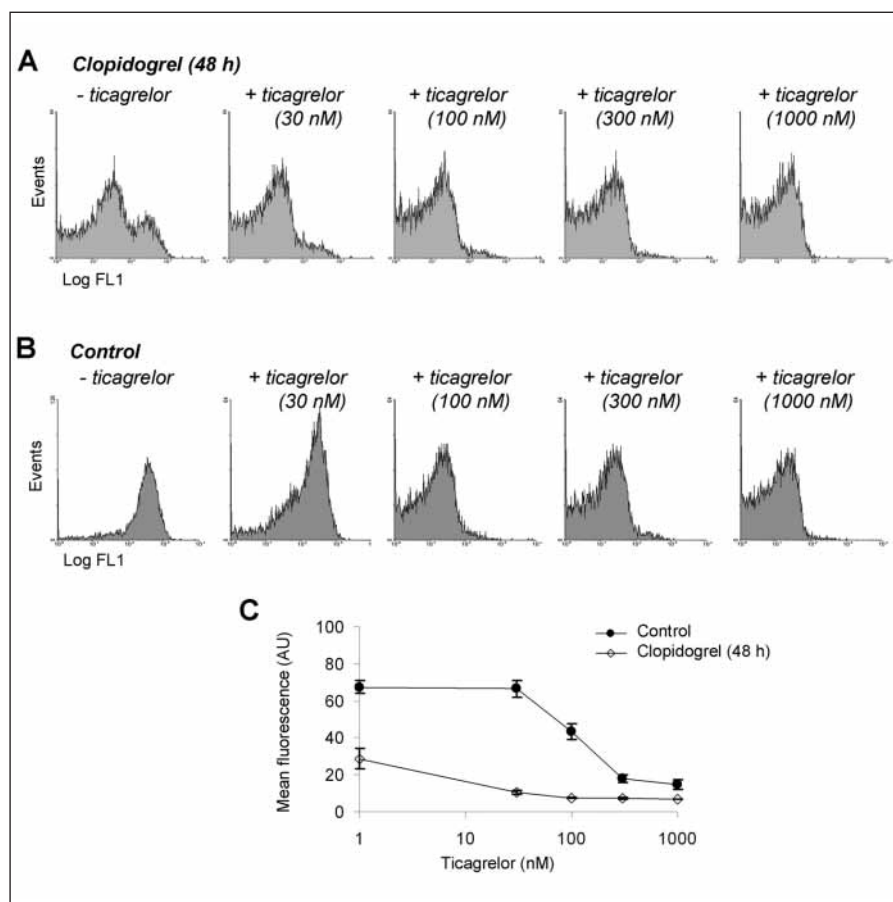 A
Clopidogrel (48 h)
- ticagrelor
+ ticagrelor
(30 nM)
+ ticagrelor
(100 nM)
+ ticagrelor
(300 nM)
+ ticagrelor
(1000 nM)
Events
Log FL1
B
Control
- ticagrelor
+ ticagrelor
(30 nM)
+ ticagrelor
(100 nM)
+ ticagrelor
(300 nM)
+ ticagrelor
(1000 nM)
Events
Log FL1
C
Control
Clopidogrel (48 h)
Mean fluorescence (AU)
100
80
60
40
20
0
1 10 100 1000
Ticagrelor (nM)